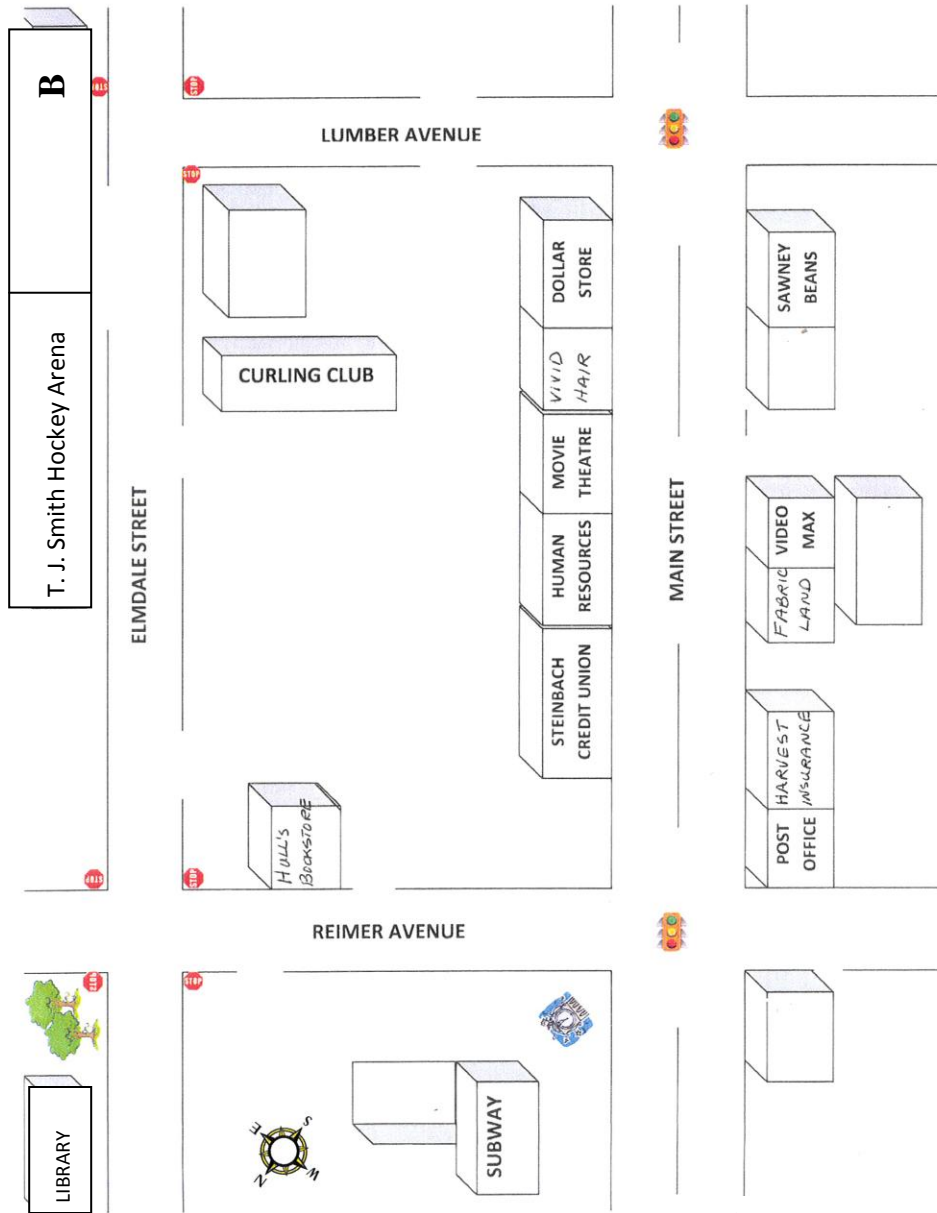 B
T. J. Smith Hockey Arena
STOP
STOP
LUMBER AVENUE
STOP
CURLING CLUB
DOLLAR
STORE
VIVID
HAIR
MOVIE
THEATRE
HUMAN
RESOURCES
STEINBACH
CREDIT UNION
SAWNEY
BEANS
ELMDALE STREET
MAIN STREET
VIDEO
MAX
FABRIC
LAND
HARVEST
INSURANCE
POST
OFFICE
HULL'S
BOOKSTORE
STOP
STOP
REIMER AVENUE
STOP
STOP
N
E
S
W
SUBWAY
LIBRARY